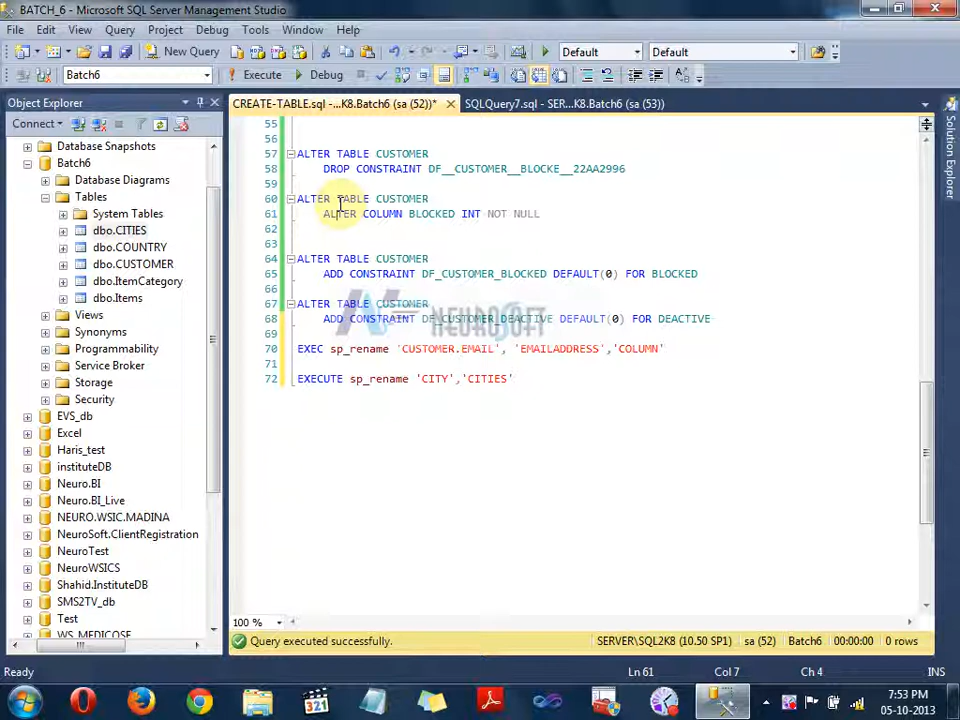 BATCH_6 - Microsoft SQL Server Management Studio
File Edit View Query Project Debug Tools Window Help
New Query Default Default
Batch6 Execute Debug
Object Explorer
Connect
Database Snapshots
Batch6
Database Diagrams
Tables
System Tables
dbo.CITIES
dbo.COUNTRY
dbo.CUSTOMER
dbo.ItemCategory
dbo.Items
Views
Synonyms
Programmability
Service Broker
Storage
Security
EVS_db
Excel
Haris_test
instituteDB
Neuro.BI
Neuro.BI_Live
NEURO.WSIC.MADINA
NeuroSoft.ClientRegistration
NeuroTest
NeuroWSICS
Shahid.InstituteDB
SMS2TV_db
Test
WS_MEDICOSE
CREATE-TABLE.sql -...K8.Batch6 (sa (52))* SQLQuery7.sql - SER...K8.Batch6 (sa (53))
55
56
57 ALTER TABLE CUSTOMER
58 DROP CONSTRAINT DF__CUSTOMER__BLOCKE__22AA2996
59
60 ALTER TABLE CUSTOMER
61 ALTER COLUMN BLOCKED INT NOT NULL
62
63
64 ALTER TABLE CUSTOMER
65 ADD CONSTRAINT DF_CUSTOMER_BLOCKED DEFAULT(0) FOR BLOCKED
66
67 ALTER TABLE CUSTOMER
68 ADD CONSTRAINT DF_CUSTOMER_DEACTIVE DEFAULT(0) FOR DEACTIVE
69
70 EXEC sp_rename 'CUSTOMER.EMAIL', 'EMAILADDRESS','COLUMN'
71
72 EXECUTE sp_rename 'CITY','CITIES'
NEUROSOFT
100 %
Query executed successfully. SERVER\SQL2K8 (10.50 SP1) sa (52) Batch6 00:00:00 0 rows
Ready Ln 61 Col 7 Ch 4 INS
Solution Explorer
321
7:53 PM
05-10-2013